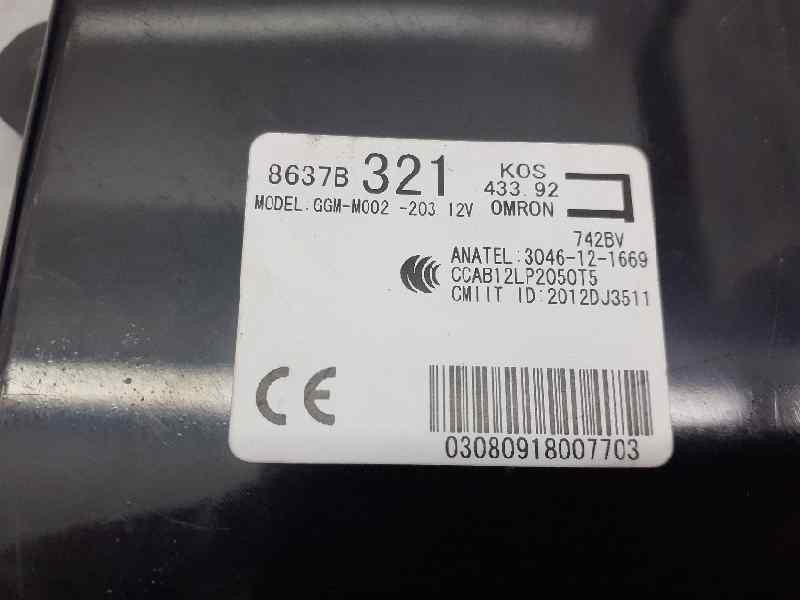 8637B 321 KOS
433.92
MODEL.GGM-M002 -203 12V OMRON
742BV
ANATEL:3046-12-1669
CCAB12LP2050T5
CMIIT ID:2012DJ3511
CE
03080918007703